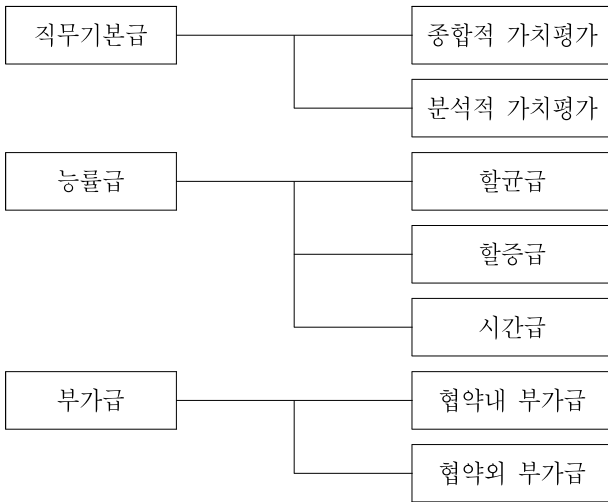 직무기본급
종합적 가치평가
분석적 가치평가
능률급
할균급
할증급
시간급
부가급
협약내 부가급
협약외 부가급